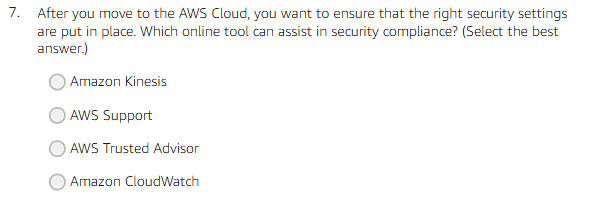 7. After you move to the AWS Cloud, you want to ensure that the right security settings
are put in place. Which online tool can assist in security compliance? (Select the best
answer.)
Amazon Kinesis
AWS Support
AWS Trusted Advisor
Amazon CloudWatch